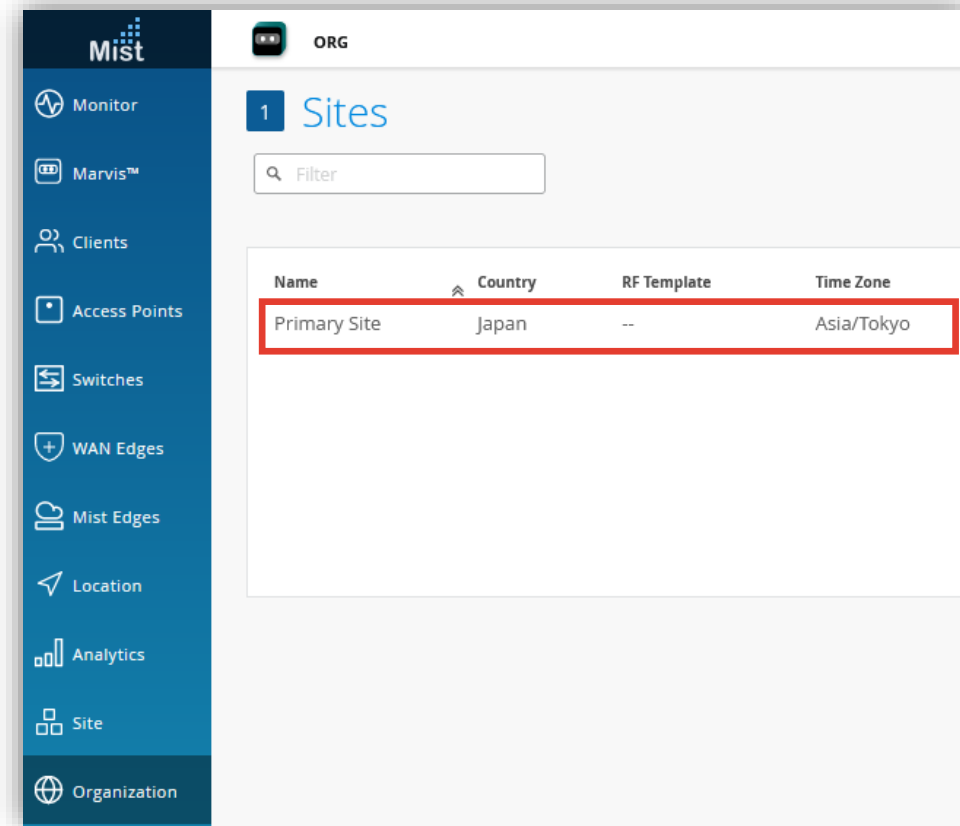 Mist
ORG
Monitor
Marvis™
Clients
Access Points
Switches
WAN Edges
Mist Edges
Location
Analytics
Site
Organization
1 Sites
Filter
Name Country RF Template Time Zone
Primary Site Japan -- Asia/Tokyo